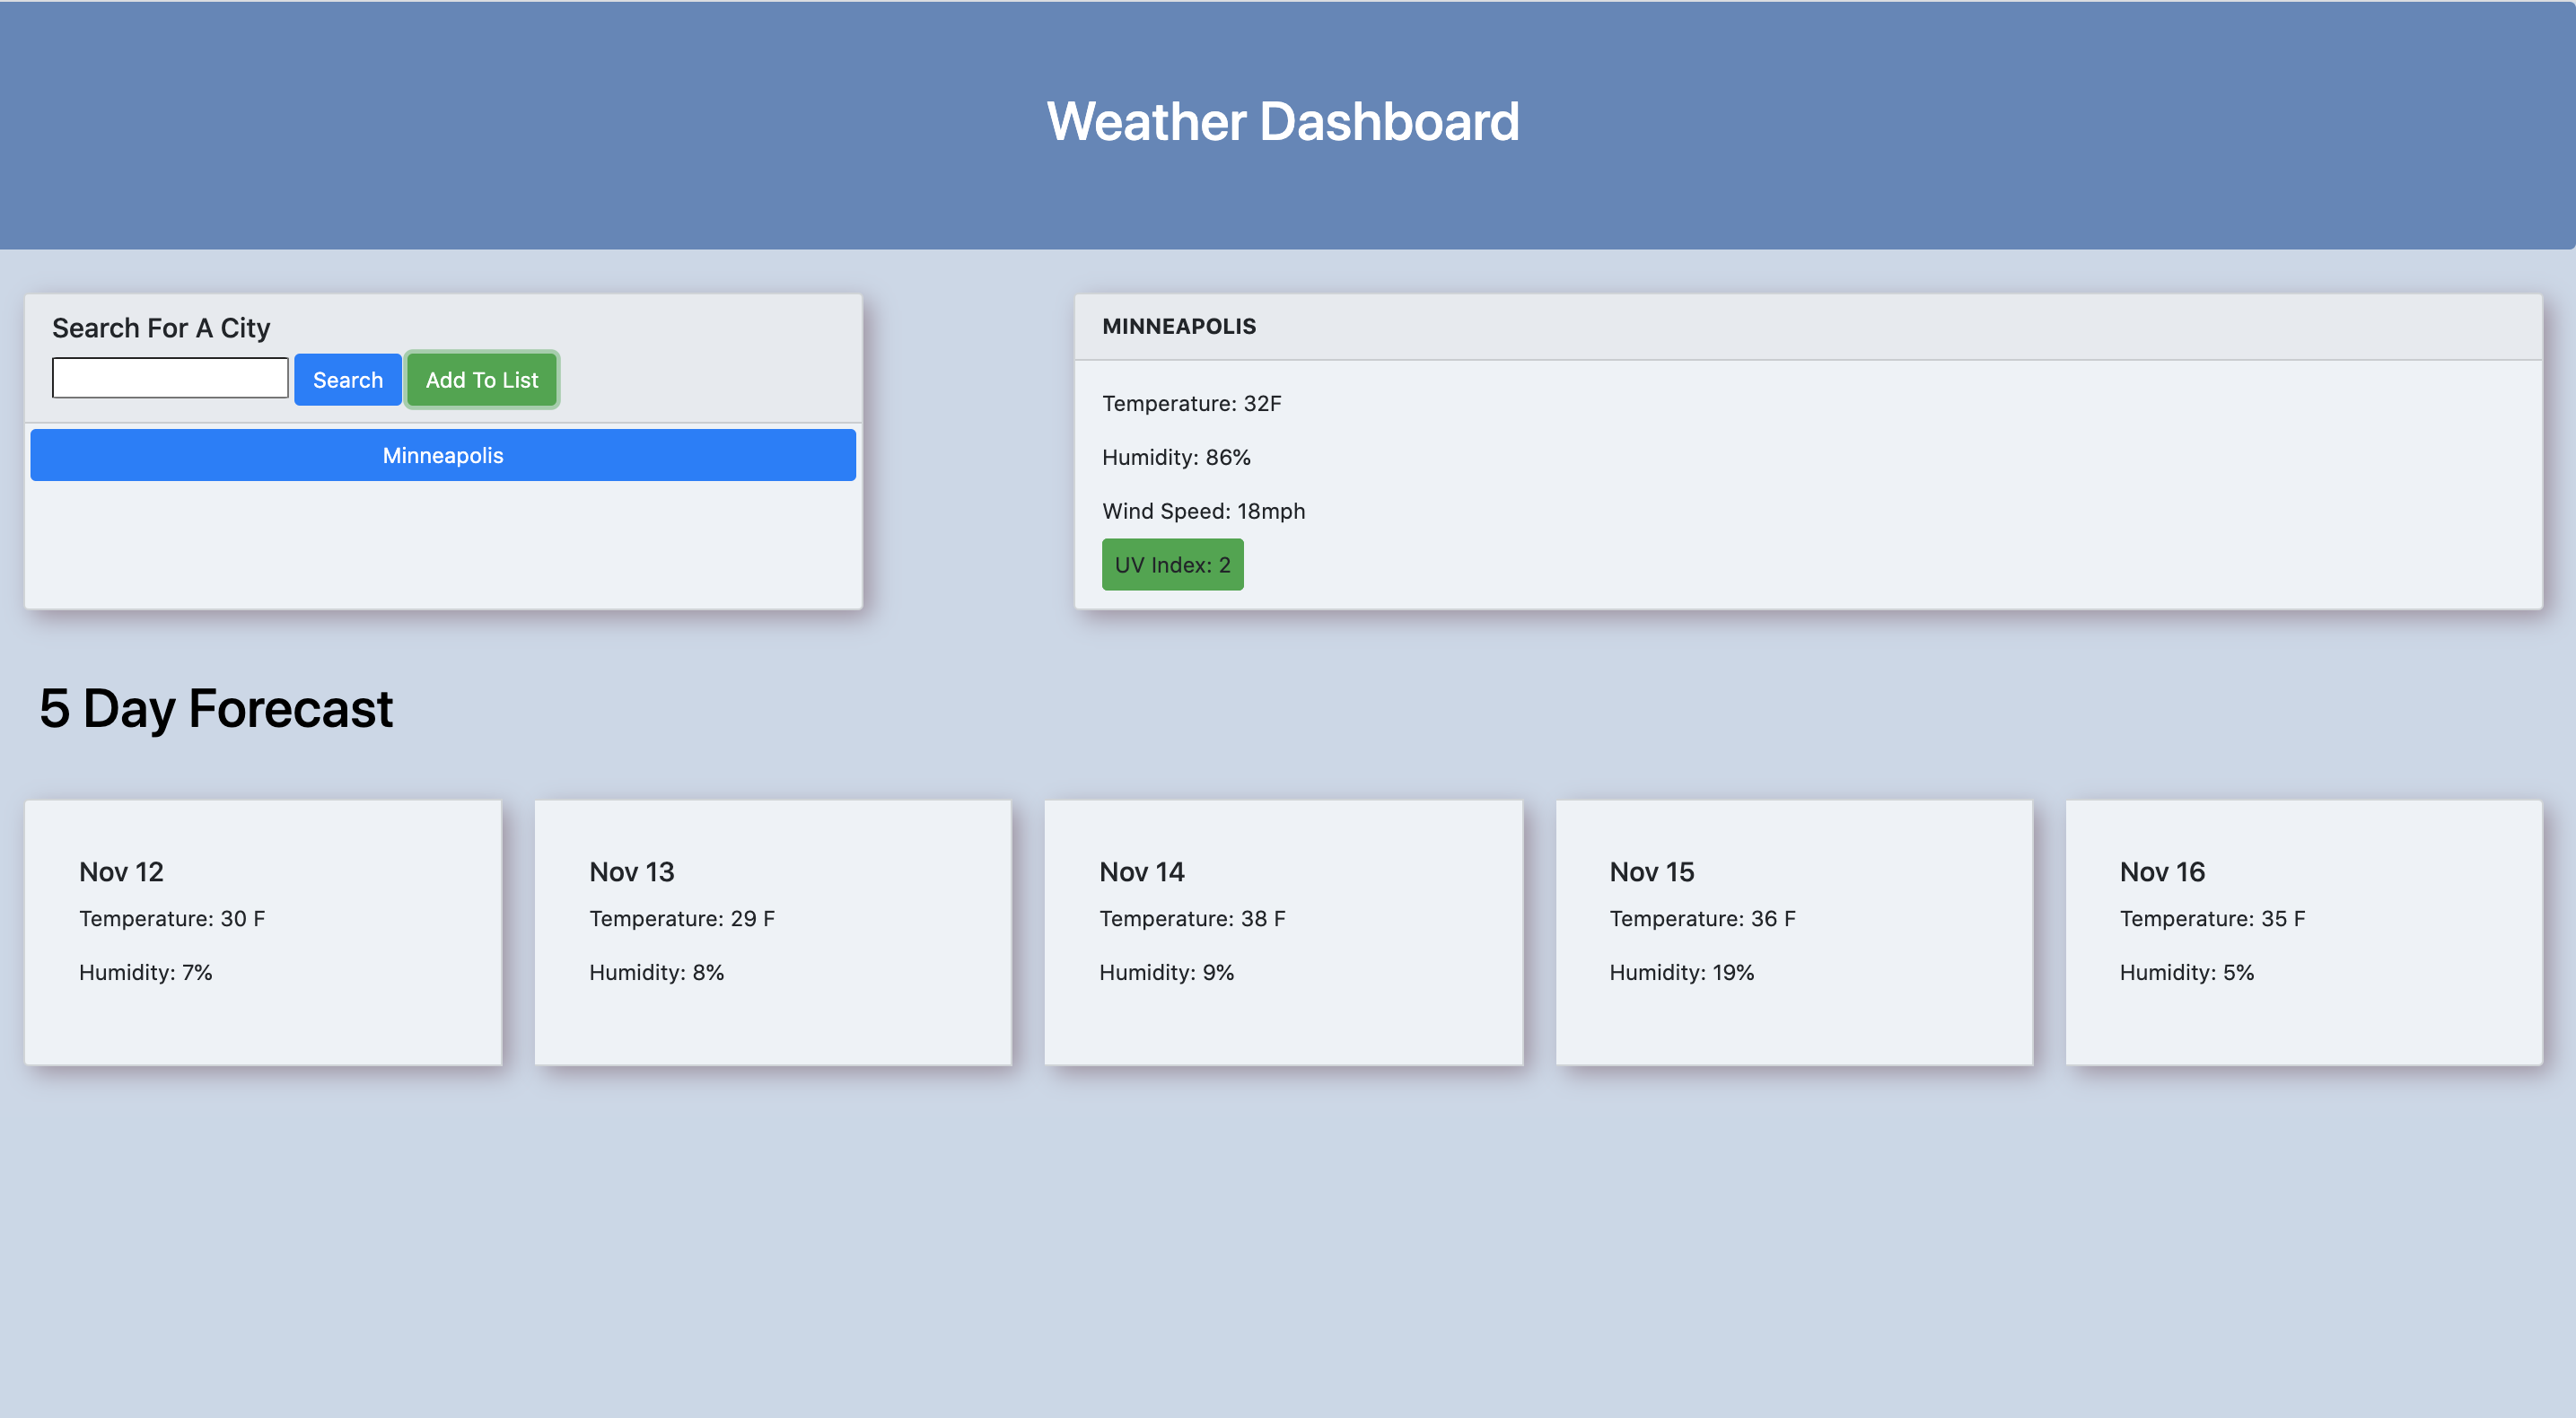 Weather Dashboard
Search For A City
Search
Add To List
Minneapolis
MINNEAPOLIS
Temperature: 32F
Humidity: 86%
Wind Speed: 18mph
UV Index: 2
5 Day Forecast
Nov 12
Temperature: 30 F
Humidity: 7%
Nov 13
Temperature: 29 F
Humidity: 8%
Nov 14
Temperature: 38 F
Humidity: 9%
Nov 15
Temperature: 36 F
Humidity: 19%
Nov 16
Temperature: 35 F
Humidity: 5%